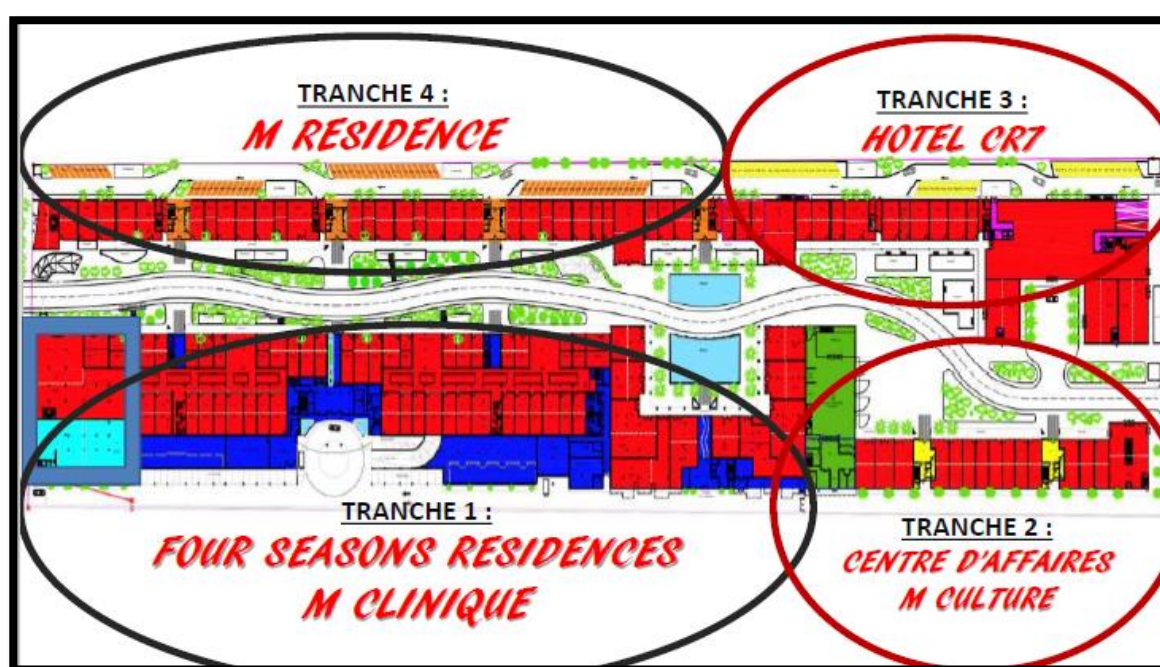 TRANCHE 4 :
M RESIDENCE
TRANCHE 3 :
HOTEL CR7
TRANCHE 1 :
FOUR SEASONS RESIDENCES
M CLINIQUE
TRANCHE 2 :
CENTRE D'AFFAIRES
M CULTURE